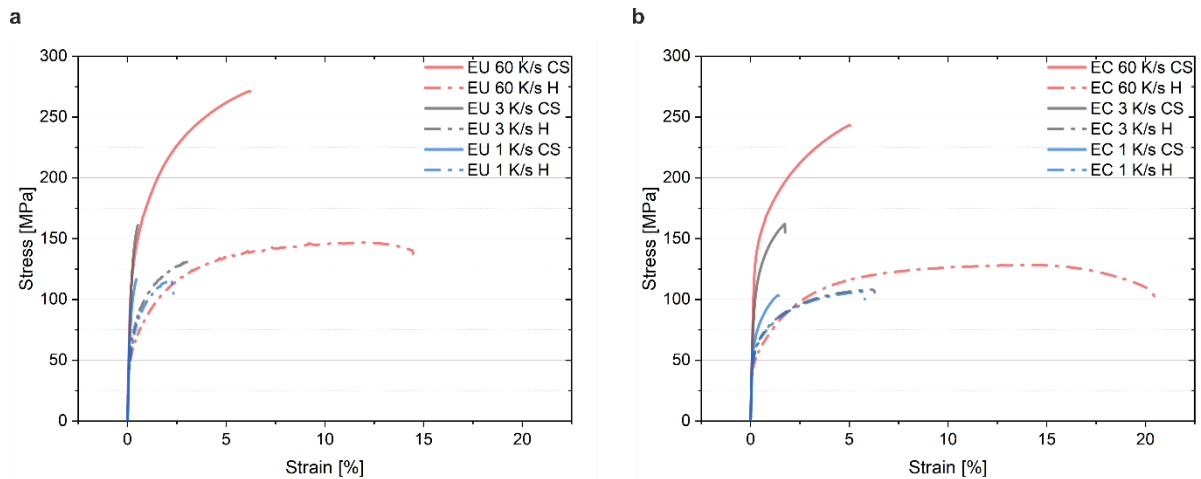 a
300
250
200
150
100
50
0
Stress [MPa]
EU 60 K/s CS
EU 60 K/s H
EU 3 K/s CS
EU 3 K/s H
EU 1 K/s CS
EU 1 K/s H
0 5 10 15 20
Strain [%]
b
300
250
200
150
100
50
0
Stress [MPa]
EC 60 K/s CS
EC 60 K/s H
EC 3 K/s CS
EC 3 K/s H
EC 1 K/s CS
EC 1 K/s H
0 5 10 15 20
Strain [%]